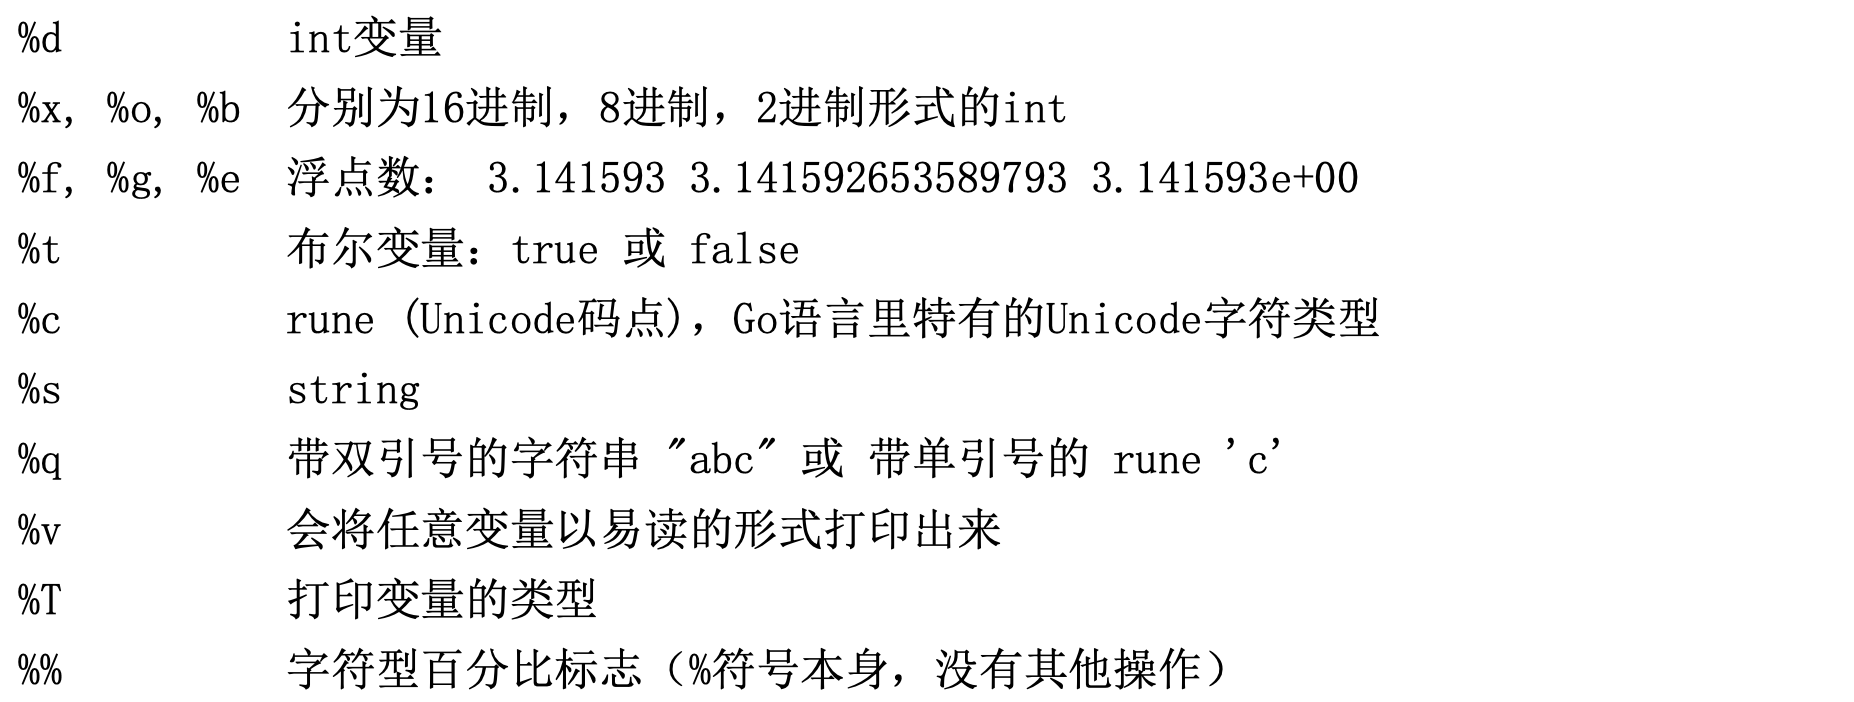 %d          int变量
%x, %o, %b  分别为16进制，8进制，2进制形式的int
%f, %g, %e  浮点数： 3.141593 3.141592653589793 3.141593e+00
%t          布尔变量：true 或 false
%c          rune (Unicode码点)，Go语言里特有的Unicode字符类型
%s          string
%q          带双引号的字符串 "abc" 或 带单引号的 rune 'c'
%v          会将任意变量以易读的形式打印出来
%T          打印变量的类型
%%          字符型百分比标志（%符号本身，没有其他操作）